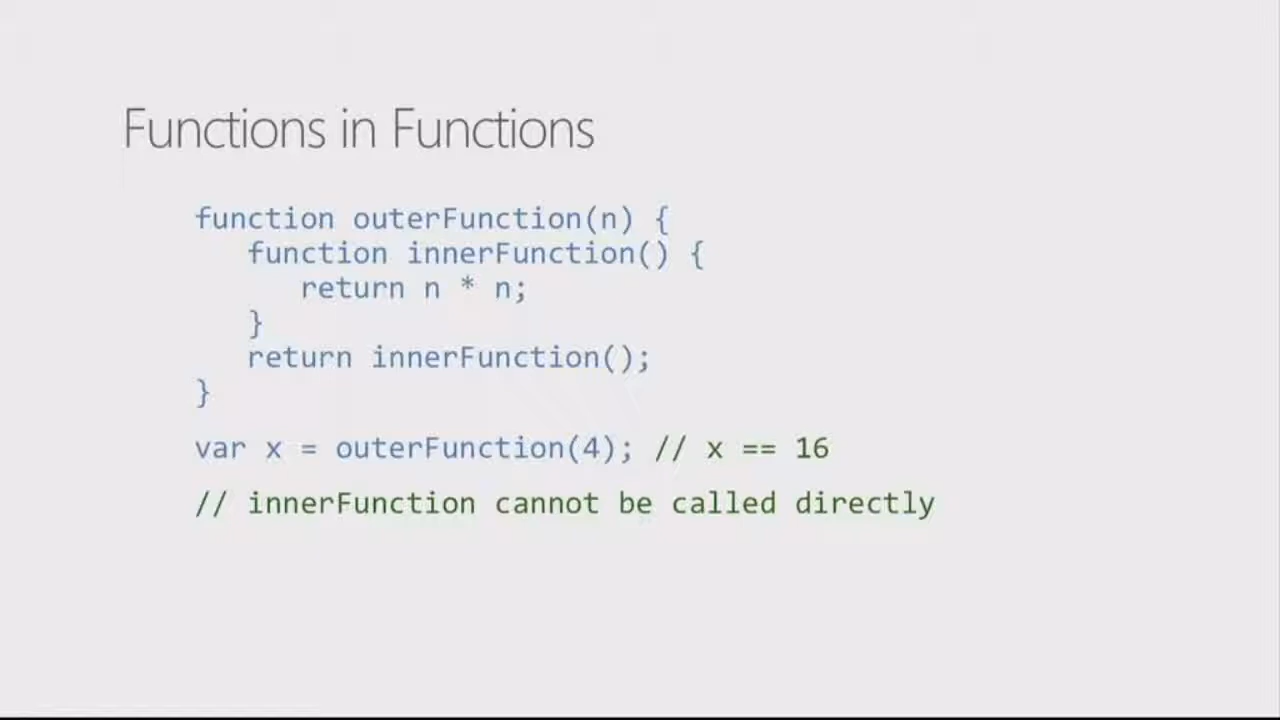 Functions in Functions
function outerFunction(n) {
   function innerFunction() {
      return n * n;
   }
   return innerFunction();
}
var x = outerFunction(4); // x == 16
// innerFunction cannot be called directly